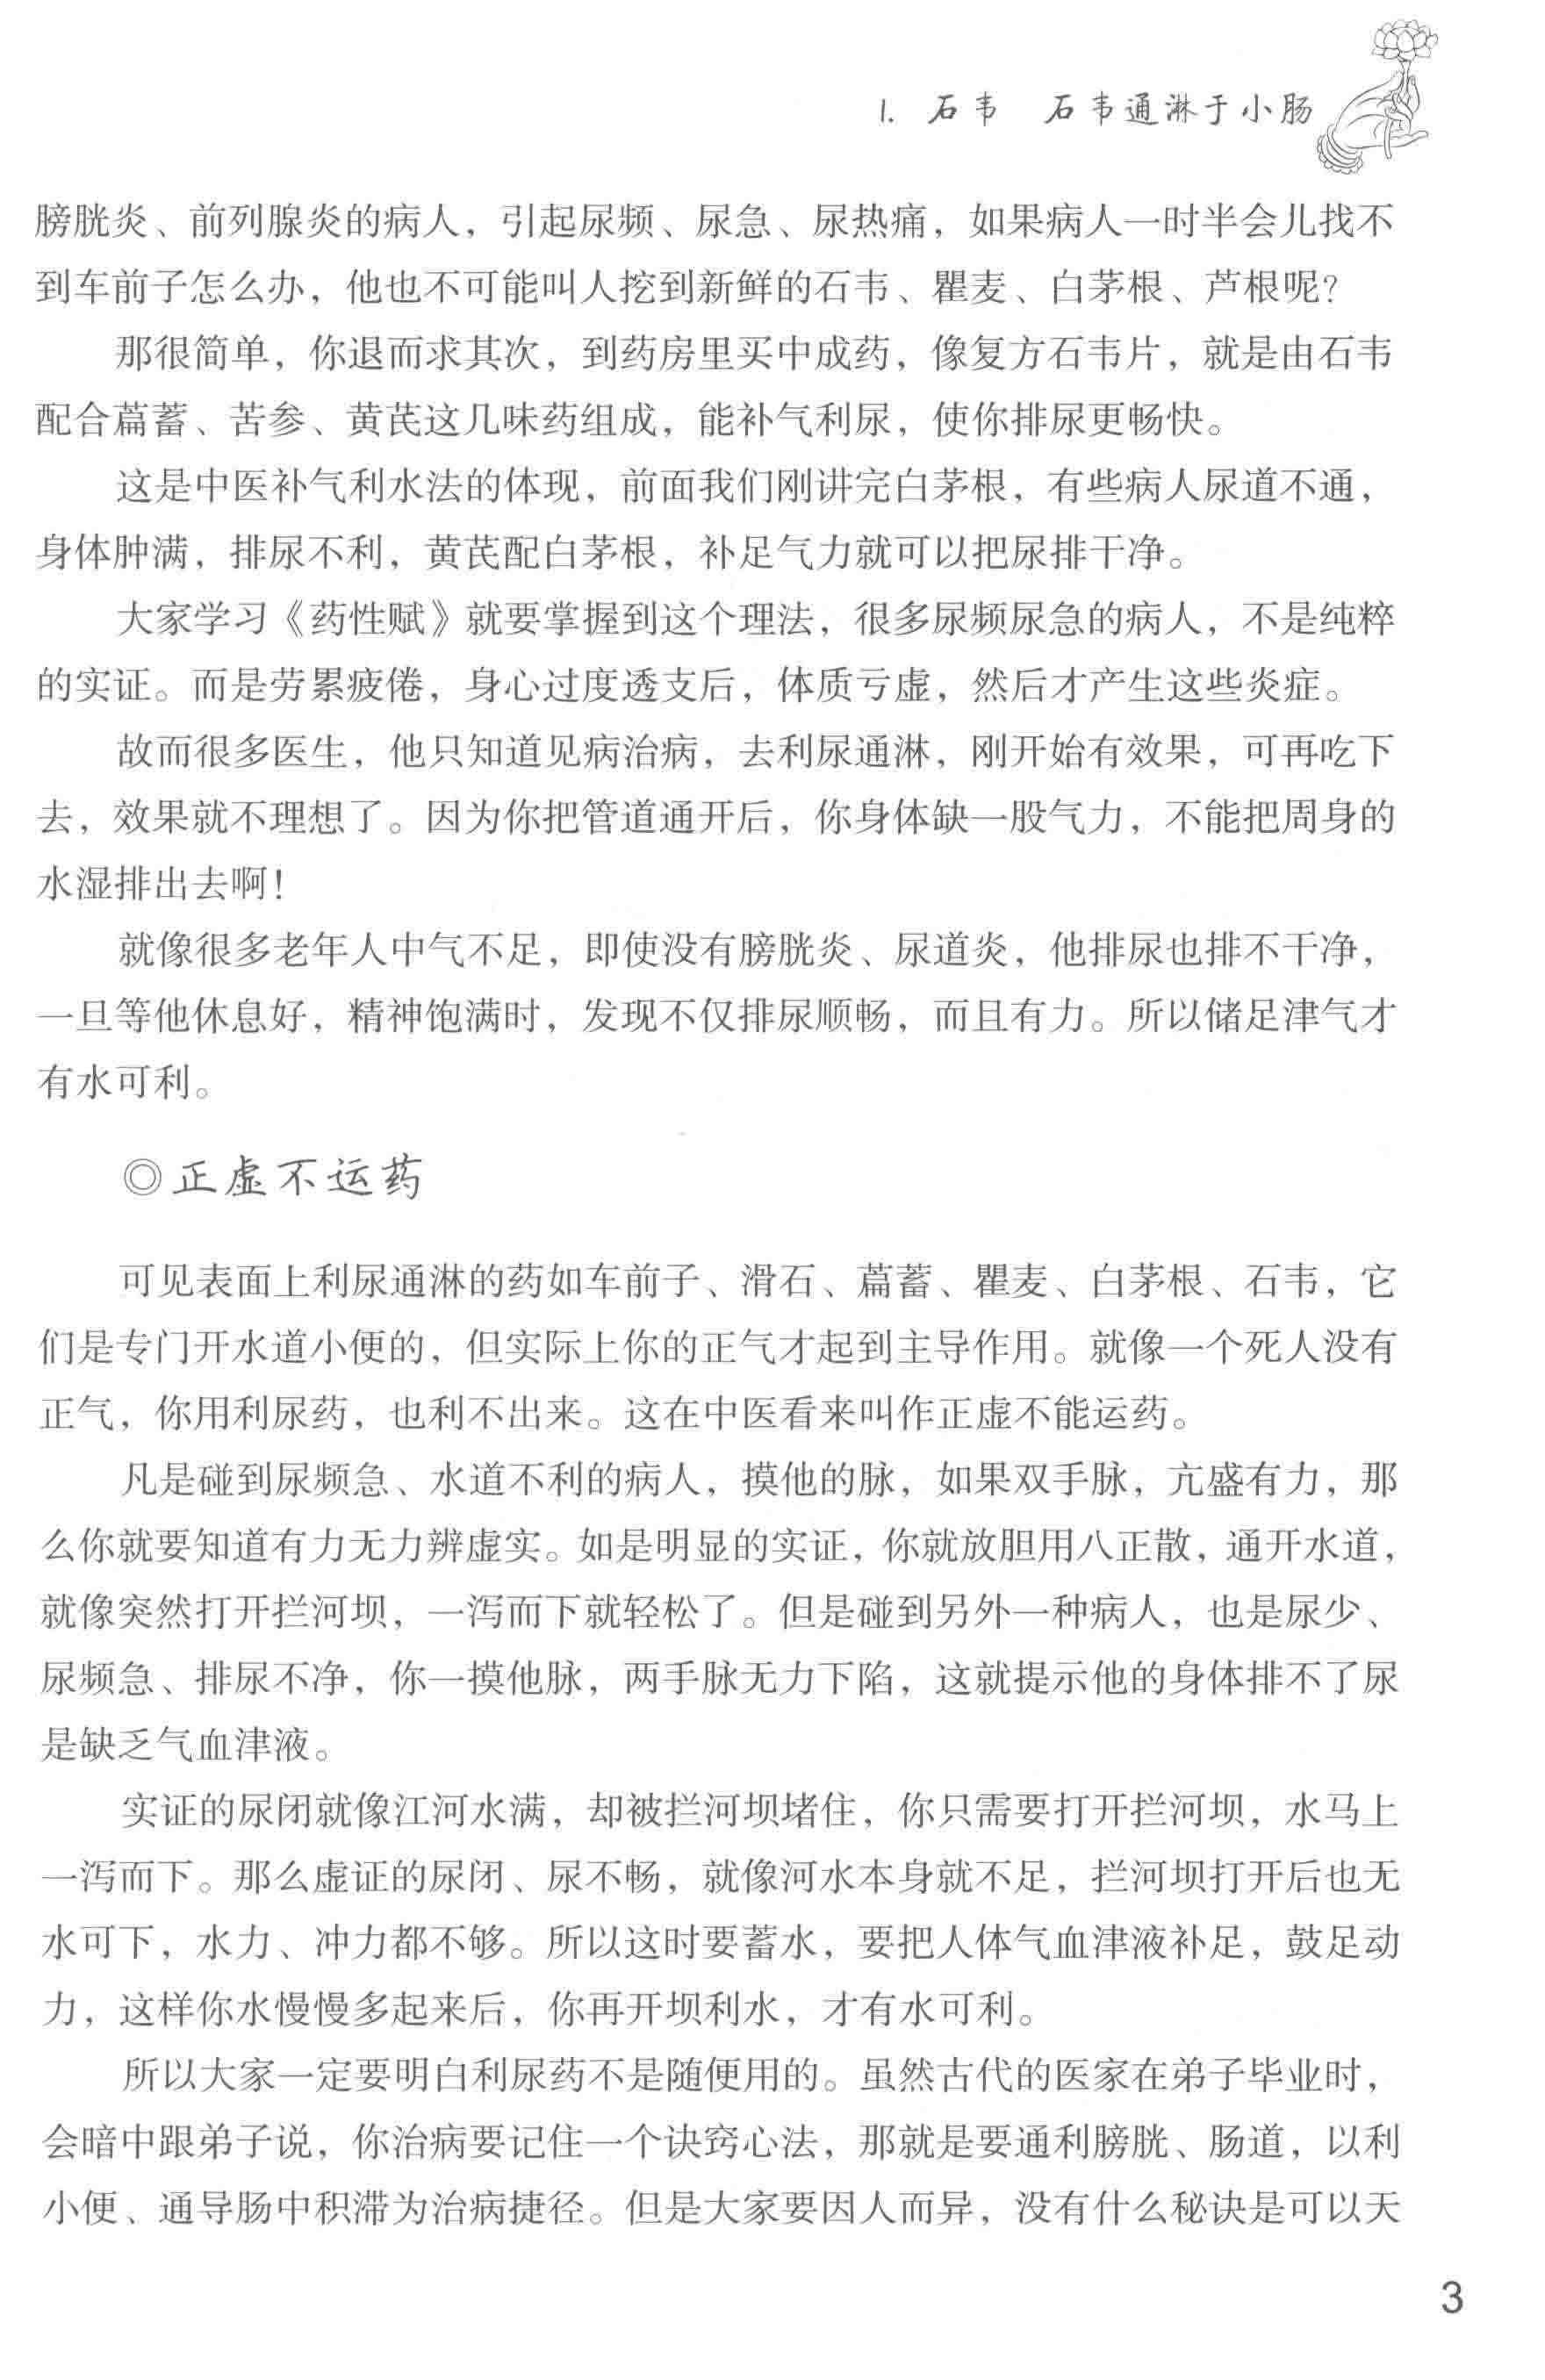 1. 石韦　石韦通淋于小肠
膀胱炎、前列腺炎的病人，引起尿频、尿急、尿热痛，如果病人一时半会儿找不
到车前子怎么办，他也不可能叫人挖到新鲜的石韦、瞿麦、白茅根、芦根呢？
那很简单，你退而求其次，到药房里买中成药，像复方石韦片，就是由石韦
配合萹蓄、苦参、黄芪这几味药组成，能补气利尿，使你排尿更畅快。
这是中医补气利水法的体现，前面我们刚讲完白茅根，有些病人尿道不通，
身体肿满，排尿不利，黄芪配白茅根，补足气力就可以把尿排干净。
大家学习《药性赋》就要掌握到这个理法，很多尿频尿急的病人，不是纯粹
的实证。而是劳累疲倦，身心过度透支后，体质亏虚，然后才产生这些炎症。
故而很多医生，他只知道见病治病，去利尿通淋，刚开始有效果，可再吃下
去，效果就不理想了。因为你把管道通开后，你身体缺一股气力，不能把周身的
水湿排出去啊！
就像很多老年人中气不足，即使没有膀胱炎、尿道炎，他排尿也排不干净，
一旦等他休息好，精神饱满时，发现不仅排尿顺畅，而且有力。所以储足津气才
有水可利。
◎正虚不运药
可见表面上利尿通淋的药如车前子、滑石、萹蓄、瞿麦、白茅根、石韦，它
们是专门开水道小便的，但实际上你的正气才起到主导作用。就像一个死人没有
正气，你用利尿药，也利不出来。这在中医看来叫作正虚不能运药。
凡是碰到尿频急、水道不利的病人，摸他的脉，如果双手脉，亢盛有力，那
么你就要知道有力无力辨虚实。如是明显的实证，你就放胆用八正散，通开水道，
就像突然打开拦河坝，一泻而下就轻松了。但是碰到另外一种病人，也是尿少、
尿频急、排尿不净，你一摸他脉，两手脉无力下陷，这就提示他的身体排不了尿
是缺乏气血津液。
实证的尿闭就像江河水满，却被拦河坝堵住，你只需要打开拦河坝，水马上
一泻而下。那么虚证的尿闭、尿不畅，就像河水本身就不足，拦河坝打开后也无
水可下，水力、冲力都不够。所以这时要蓄水，要把人体气血津液补足，鼓足动
力，这样你水慢慢多起来后，你再开坝利水，才有水可利。
所以大家一定要明白利尿药不是随便用的。虽然古代的医家在弟子毕业时，
会暗中跟弟子说，你治病要记住一个诀窍心法，那就是要通利膀胱、肠道，以利
小便、通导肠中积滞为治病捷径。但是大家要因人而异，没有什么秘诀是可以天
3